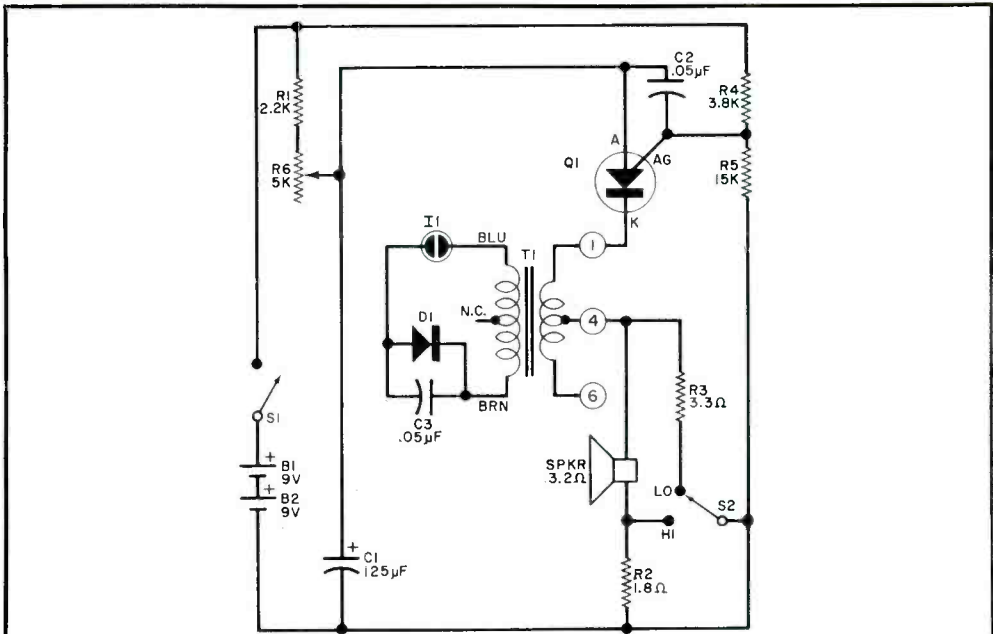 C2
.05µF
R1
2.2K
R4
3.8K
A
AG
Q1
R6
5K
R5
15K
K
I1
BLU
T1
1
N.C.
4
D1
BRN
6
C3
.05µF
R3
3.3Ω
S1
SPKR
3.2Ω
+
B1
9V
LO
S2
+
B2
9V
HI
+
C1
125µF
R2
1.8Ω